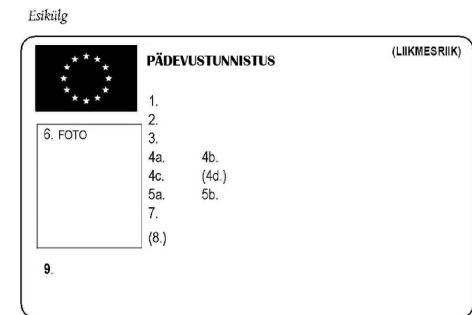 Esikülg
PÄDEVUSTUNNISTUS
(LIIKMESRIIK)
1.
2.
6. FOTO
3.
4a. 4b.
4c. (4d.)
5a. 5b.
7.
(8.)
9.